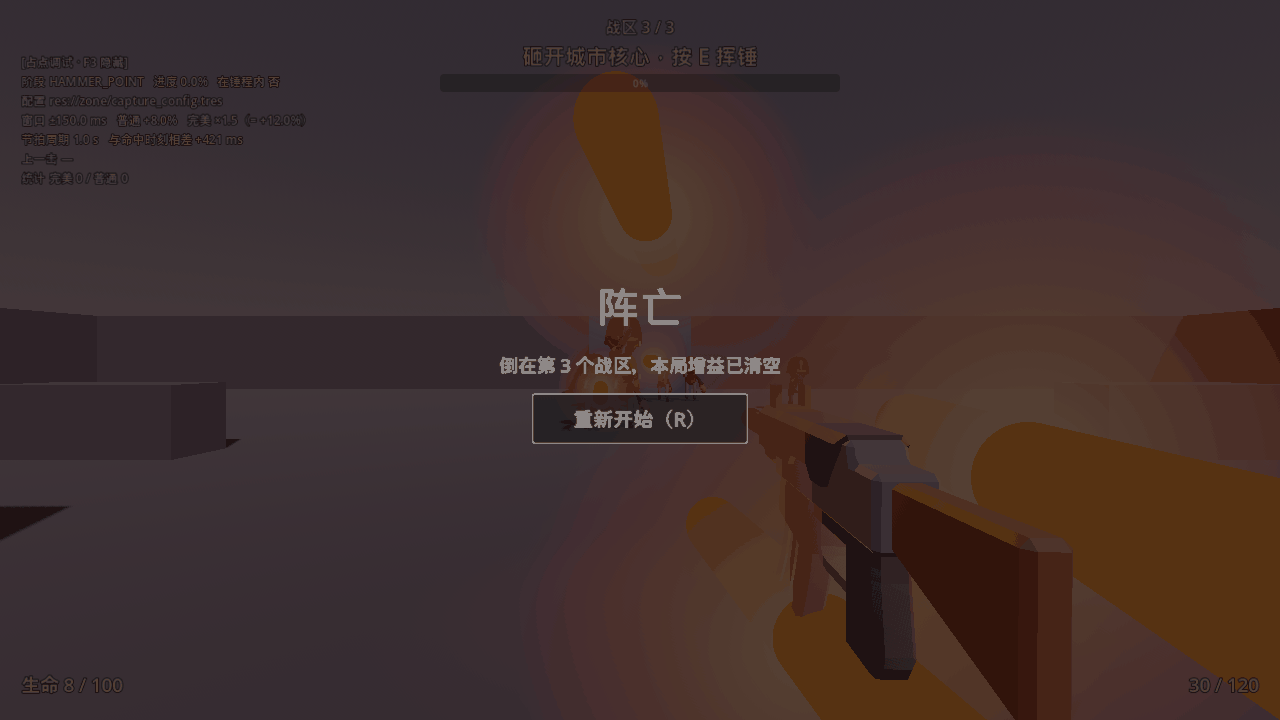 战区 3 / 3
砸开城市核心 · 按 E 挥锤
0%
[占点调试 · F3 隐藏]
阶段 HAMMER_POINT 进度 0.0% 在锤程内 否
配置 res://zone/capture_config.tres
窗口 ±150.0 ms 普通 +8.0% 完美 ×1.5（= +12.0%）
节拍周期 1.0 s 与命中时刻相差 +421 ms
上一击 —
统计 完美 0 / 普通 0
阵亡
倒在第 3 个战区，本局增益已清空
重新开始（R）
生命 8 / 100
30 / 120